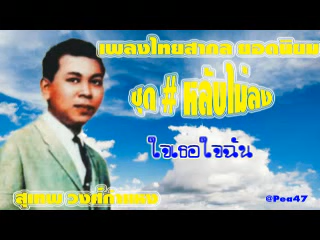 เพลงไทยสากล ยอดนิยม
ชุด # หลับไม่ลง
ใจเธอใจฉัน
สุเทพ วงศ์กำแหง
@Pea47